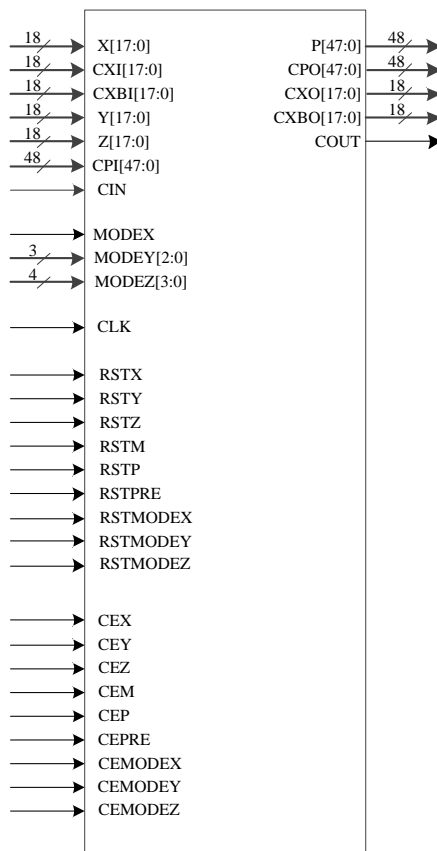 18 X[17:0] P[47:0] 48
18 CXI[17:0] CPO[47:0] 48
18 CXBI[17:0] CXO[17:0] 18
18 Y[17:0] CXBO[17:0] 18
18 Z[17:0] COUT
48 CPI[47:0]
CIN
MODEX
3 MODEY[2:0]
4 MODEZ[3:0]
CLK
RSTX
RSTY
RSTZ
RSTM
RSTP
RSTPRE
RSTMODEX
RSTMODEY
RSTMODEZ
CEX
CEY
CEZ
CEM
CEP
CEPRE
CEMODEX
CEMODEY
CEMODEZ